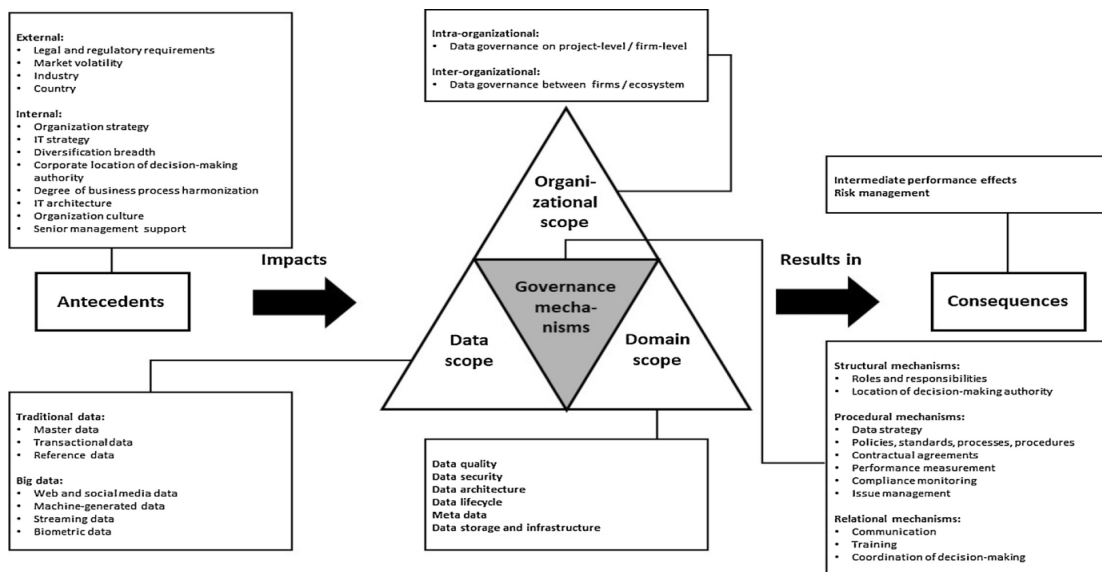 External:
• Legal and regulatory requirements
• Market volatility
• Industry
• Country
Internal:
• Organization strategy
• IT strategy
• Diversification breadth
• Corporate location of decision-making
authority
• Degree of business process harmonization
• IT architecture
• Organization culture
• Senior management support
Antecedents
Impacts
Intra-organizational:
• Data governance on project-level / firm-level
Inter-organizational:
• Data governance between firms / ecosystem
Organi-
zational
scope
Governance
mecha-
nisms
Data
scope
Domain
scope
Results in
Intermediate performance effects
Risk management
Consequences
Traditional data:
• Master data
• Transactional data
• Reference data
Big data:
• Web and social media data
• Machine-generated data
• Streaming data
• Biometric data
Data quality
Data security
Data architecture
Data lifecycle
Meta data
Data storage and infrastructure
Structural mechanisms:
• Roles and responsibilities
• Location of decision-making authority
Procedural mechanisms:
• Data strategy
• Policies, standards, processes, procedures
• Contractual agreements
• Performance measurement
• Compliance monitoring
• Issue management
Relational mechanisms:
• Communication
• Training
• Coordination of decision-making